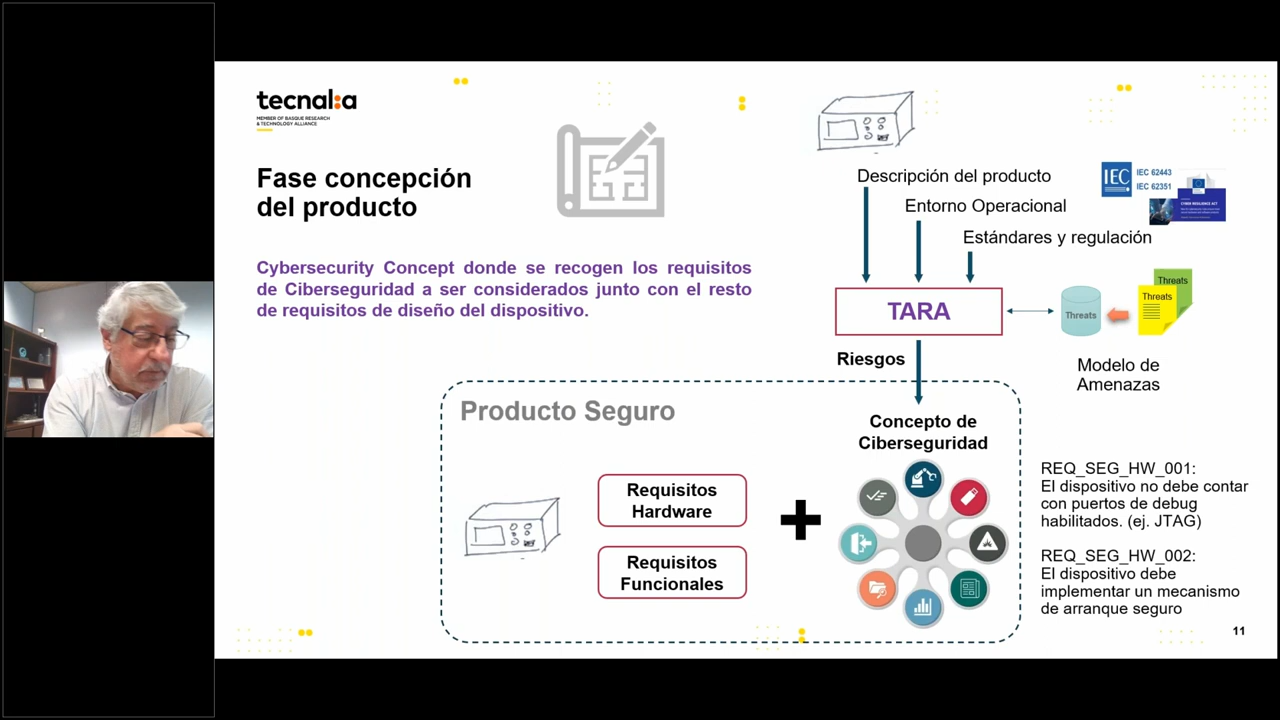 tecnal:a
MEMBER OF BASQUE RESEARCH
& TECHNOLOGY ALLIANCE
Fase concepción
del producto
Cybersecurity Concept donde se recogen los requisitos
de Ciberseguridad a ser considerados junto con el resto
de requisitos de diseño del dispositivo.
Descripción del producto
Entorno Operacional
Estándares y regulación
IEC
IEC 62443
IEC 62351
CYBER RESILIENCE ACT
TARA
Threats
Threats
Threats
Modelo de
Amenazas
Riesgos
Producto Seguro
Concepto de
Ciberseguridad
Requisitos
Hardware
Requisitos
Funcionales
REQ_SEG_HW_001:
El dispositivo no debe contar
con puertos de debug
habilitados. (ej. JTAG)
REQ_SEG_HW_002:
El dispositivo debe
implementar un mecanismo
de arranque seguro
11